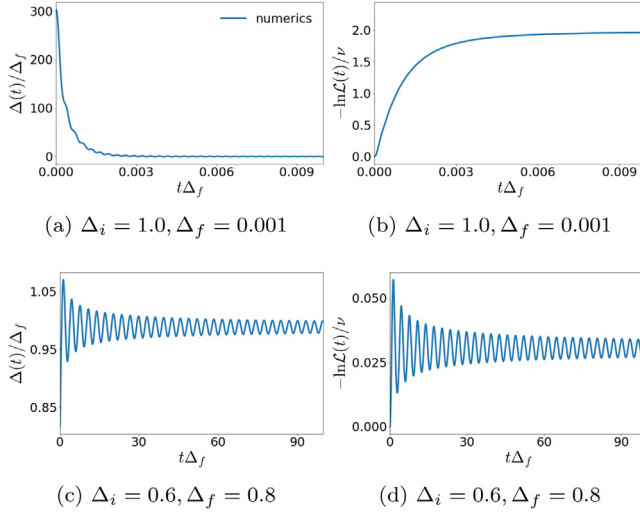 300
200
100
0
Δ(t)/Δ_f
numerics
0.000 0.003 0.006 0.009
tΔ_f
(a) Δ_i = 1.0, Δ_f = 0.001
2.0
1.5
1.0
0.5
0.0
−lnℒ(t)/ν
0.000 0.003 0.006 0.009
tΔ_f
(b) Δ_i = 1.0, Δ_f = 0.001
1.05
0.95
0.85
Δ(t)/Δ_f
0 30 60 90
tΔ_f
(c) Δ_i = 0.6, Δ_f = 0.8
0.050
0.025
0.000
−lnℒ(t)/ν
0 30 60 90
tΔ_f
(d) Δ_i = 0.6, Δ_f = 0.8